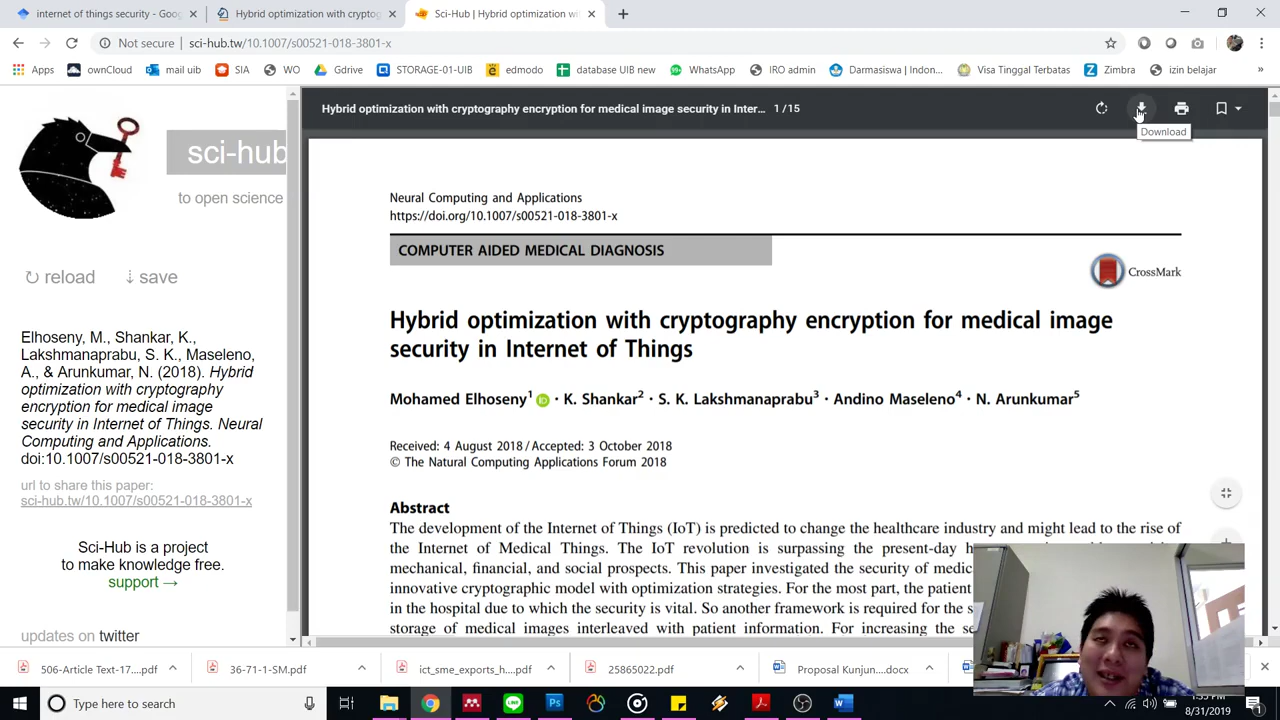 internet of things security - Goog
Hybrid optimization with cryptog
Sci-Hub | Hybrid optimization wi
Not secure | sci-hub.tw/10.1007/s00521-018-3801-x
Apps
ownCloud
mail uib
SIA
WO
Gdrive
STORAGE-01-UIB
edmodo
database UIB new
WhatsApp
IRO admin
Darmasiswa | Indon...
Visa Tinggal Terbatas
Zimbra
izin belajar
»
Hybrid optimization with cryptography encryption for medical image security in Inter...
1 / 15
Download
sci-hub
to open science
↻ reload
⇣ save
Elhoseny, M., Shankar, K.,
Lakshmanaprabu, S. K., Maseleno,
A., & Arunkumar, N. (2018). Hybrid
optimization with cryptography
encryption for medical image
security in Internet of Things. Neural
Computing and Applications.
doi:10.1007/s00521-018-3801-x
url to share this paper:
sci-hub.tw/10.1007/s00521-018-3801-x
Sci-Hub is a project
to make knowledge free.
support →
updates on twitter
Neural Computing and Applications
https://doi.org/10.1007/s00521-018-3801-x
COMPUTER AIDED MEDICAL DIAGNOSIS
CrossMark
Hybrid optimization with cryptography encryption for medical image
security in Internet of Things
Mohamed Elhoseny1 · K. Shankar2 · S. K. Lakshmanaprabu3 · Andino Maseleno4 · N. Arunkumar5
Received: 4 August 2018 / Accepted: 3 October 2018
© The Natural Computing Applications Forum 2018
Abstract
The development of the Internet of Things (IoT) is predicted to change the healthcare industry and might lead to the rise of
the Internet of Medical Things. The IoT revolution is surpassing the present-day
mechanical, financial, and social prospects. This paper investigated the security of
innovative cryptographic model with optimization strategies. For the most part, the patient
in the hospital due to which the security is vital. So another framework is required for the
storage of medical images interleaved with patient information. For increasing the
506-Article Text-17....pdf
36-71-1-SM.pdf
ict_sme_exports_h....pdf
25865022.pdf
Proposal Kunjun....docx
Type here to search
8/31/2019